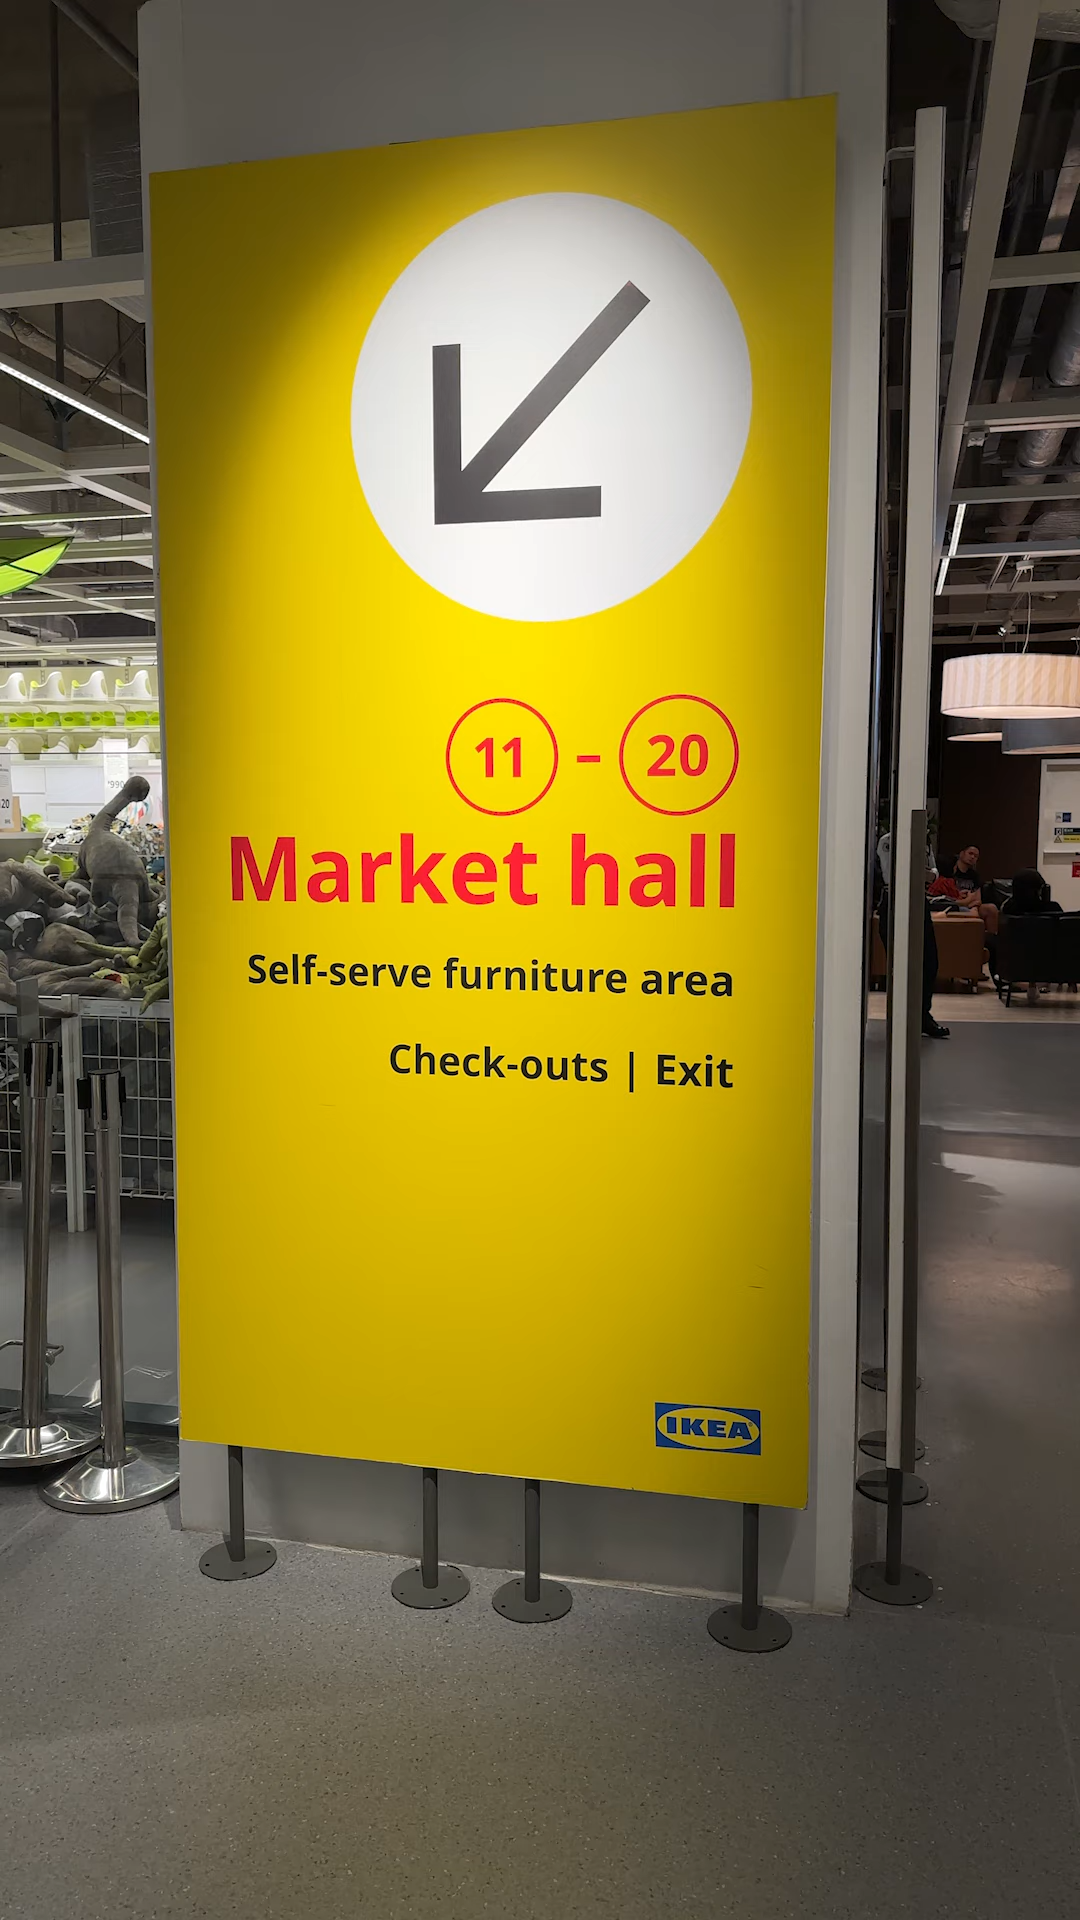 11 – 20
Market hall
Self-serve furniture area
Check-outs | Exit
IKEA